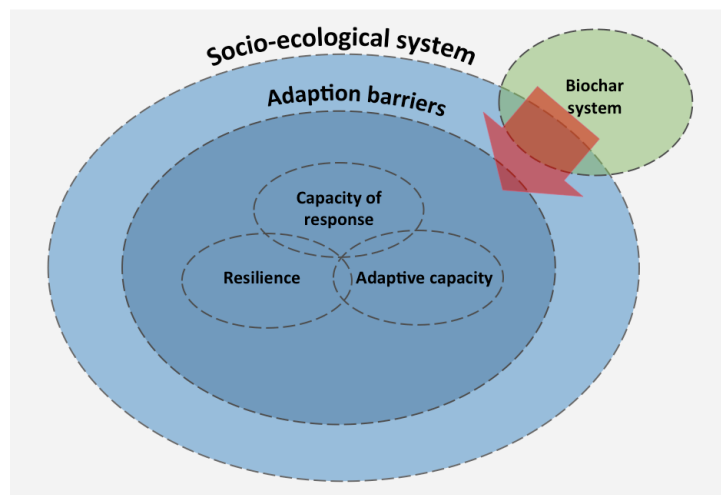 Socio-ecological system
Adaption barriers
Biochar
system
Capacity of
response
Resilience
Adaptive capacity